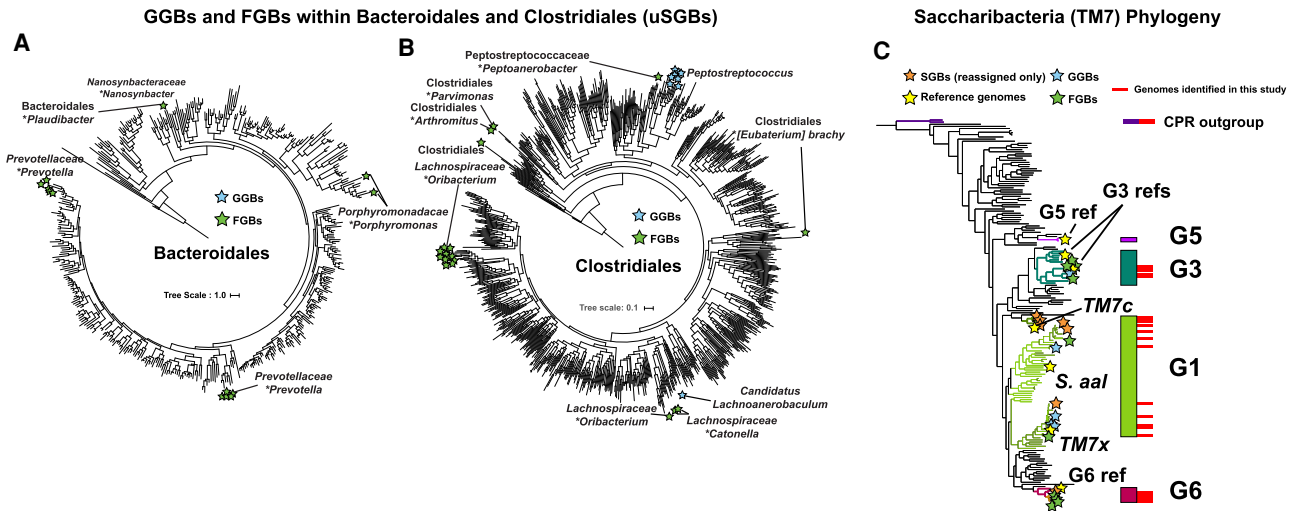 GGBs and FGBs within Bacteroidales and Clostridiales (uSGBs)
Saccharibacteria (TM7) Phylogeny
A
Nanosynbacteraceae
*Nanosynbacter
Bacteroidales
*Plaudibacter
Prevotellaceae
*Prevotella
GGBs
FGBs
Porphyromonadacae
*Porphyromonas
Bacteroidales
Tree Scale : 1.0
Prevotellaceae
*Prevotella
B
Peptostreptococcaceae
*Peptoanerobacter
Peptostreptococcus
Clostridiales
*Parvimonas
Clostridiales
*Arthromitus
Clostridiales
[Eubaterium] brachy
Clostridiales
Lachnospiraceae
*Oribacterium
GGBs
FGBs
Clostridiales
Tree scale: 0.1
Candidatus
Lachnoanerobaculum
Lachnospiraceae
*Oribacterium
Lachnospiraceae
*Catonella
C
SGBs (reassigned only)
GGBs
Reference genomes
FGBs
Genomes identified in this study
CPR outgroup
G3 refs
G5 ref
G5
G3
TM7c
G1
S. aal
TM7x
G6 ref
G6